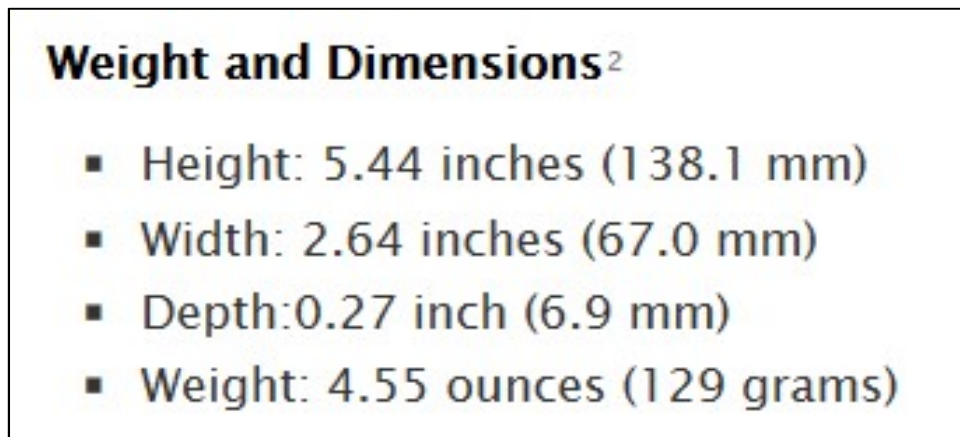 Weight and Dimensions²
▪ Height: 5.44 inches (138.1 mm)
▪ Width: 2.64 inches (67.0 mm)
▪ Depth:0.27 inch (6.9 mm)
▪ Weight: 4.55 ounces (129 grams)